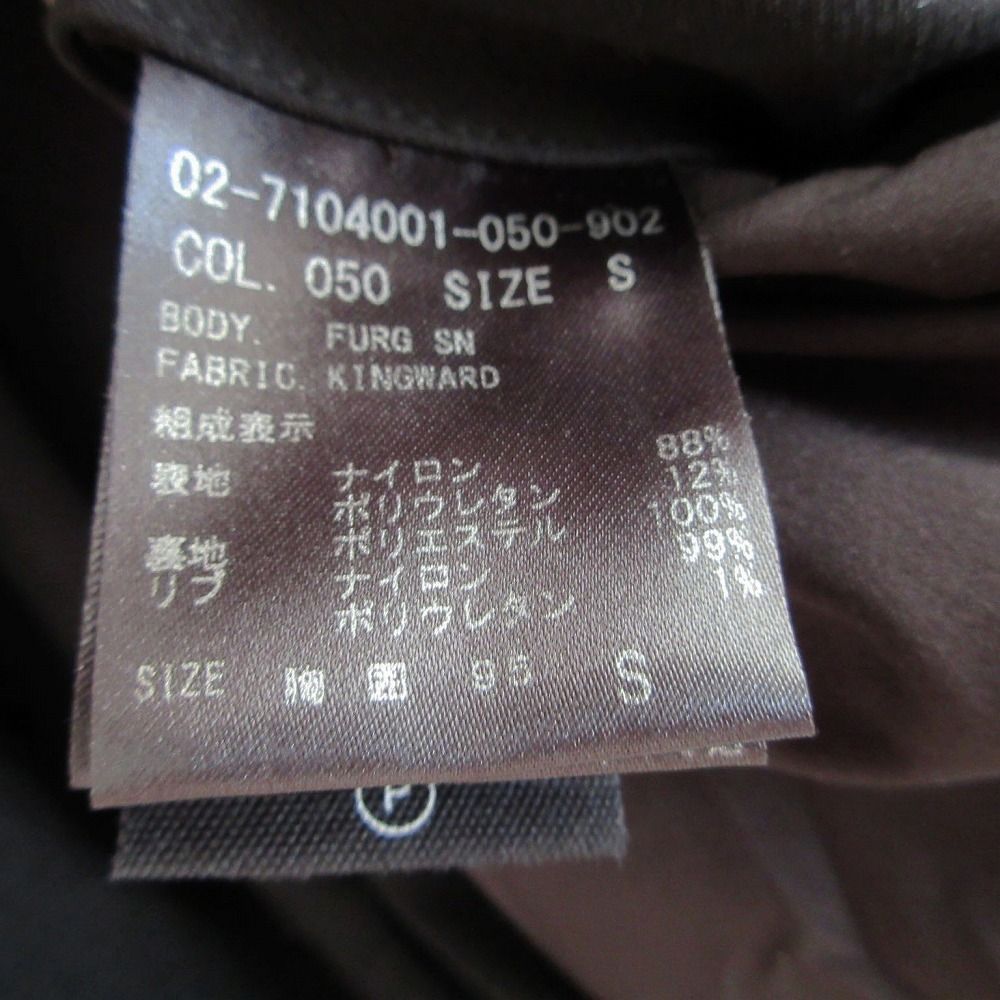 02-7104001-050-902
COL. 050 SIZE S
BODY. FURG SN
FABRIC. KINGWARD
組成表示
表地 ナイロン 88%
ポリウレタン 12%
裏地 ポリエステル 100%
リブ ナイロン 99%
ポリウレタン 1%
SIZE 胸囲 96 S
P